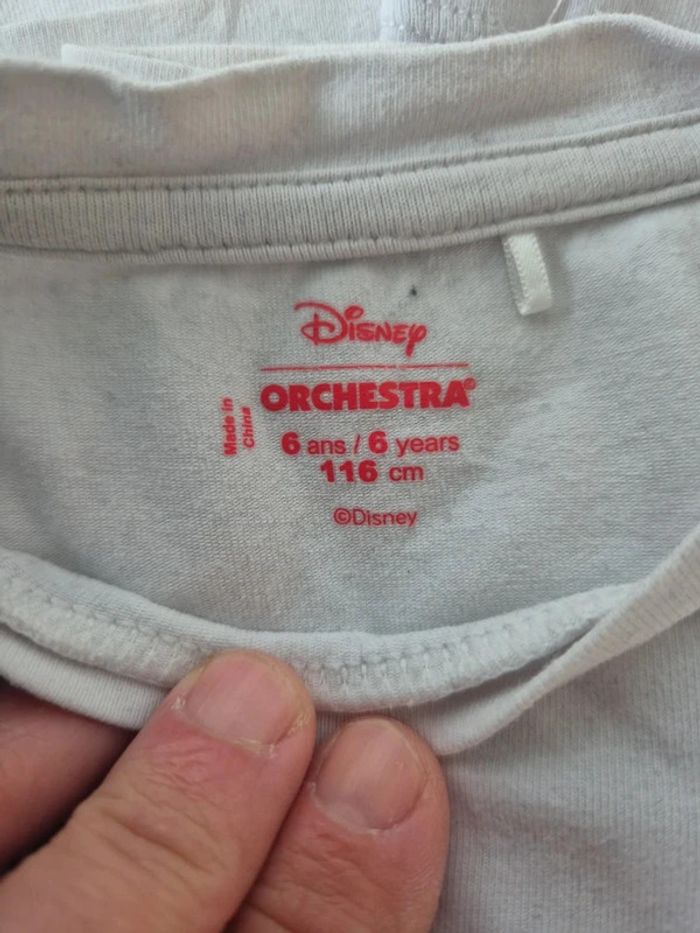 Disney
ORCHESTRA®
Made in
China
6 ans / 6 years
116 cm
©Disney